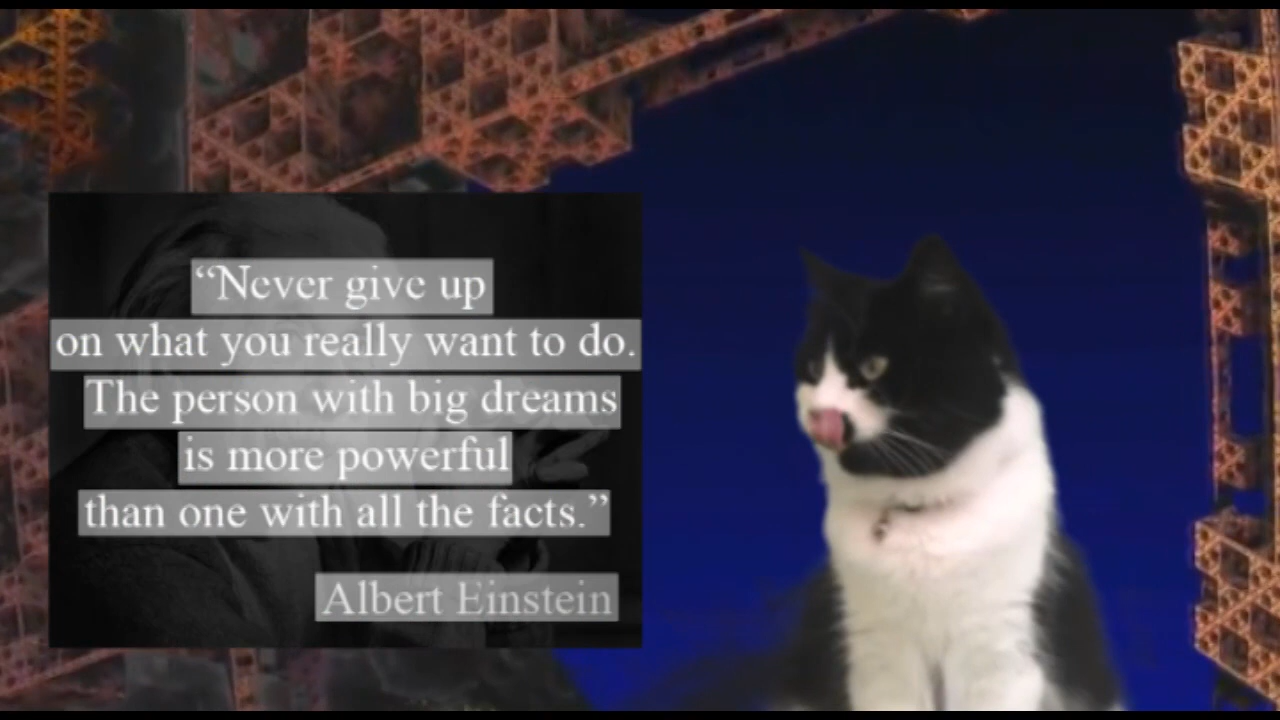 “Never give up
on what you really want to do.
The person with big dreams
is more powerful
than one with all the facts.”
Albert Einstein